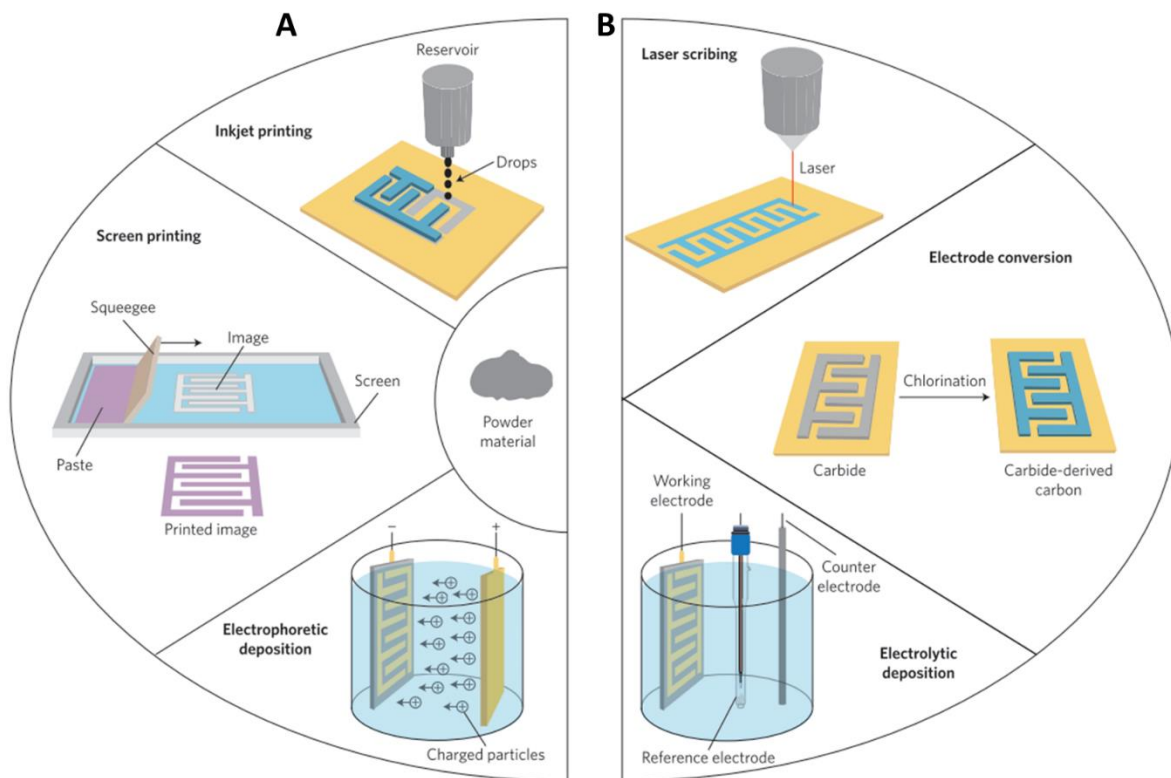 A
Reservoir
Inkjet printing
Drops
Screen printing
Squeegee
Image
Screen
Paste
Printed image
Powder
material
−
+
Electrophoretic
deposition
Charged particles
B
Laser scribing
Laser
Electrode conversion
Chlorination
Carbide
Carbide-derived
carbon
Working
electrode
Counter
electrode
Electrolytic
deposition
Reference electrode